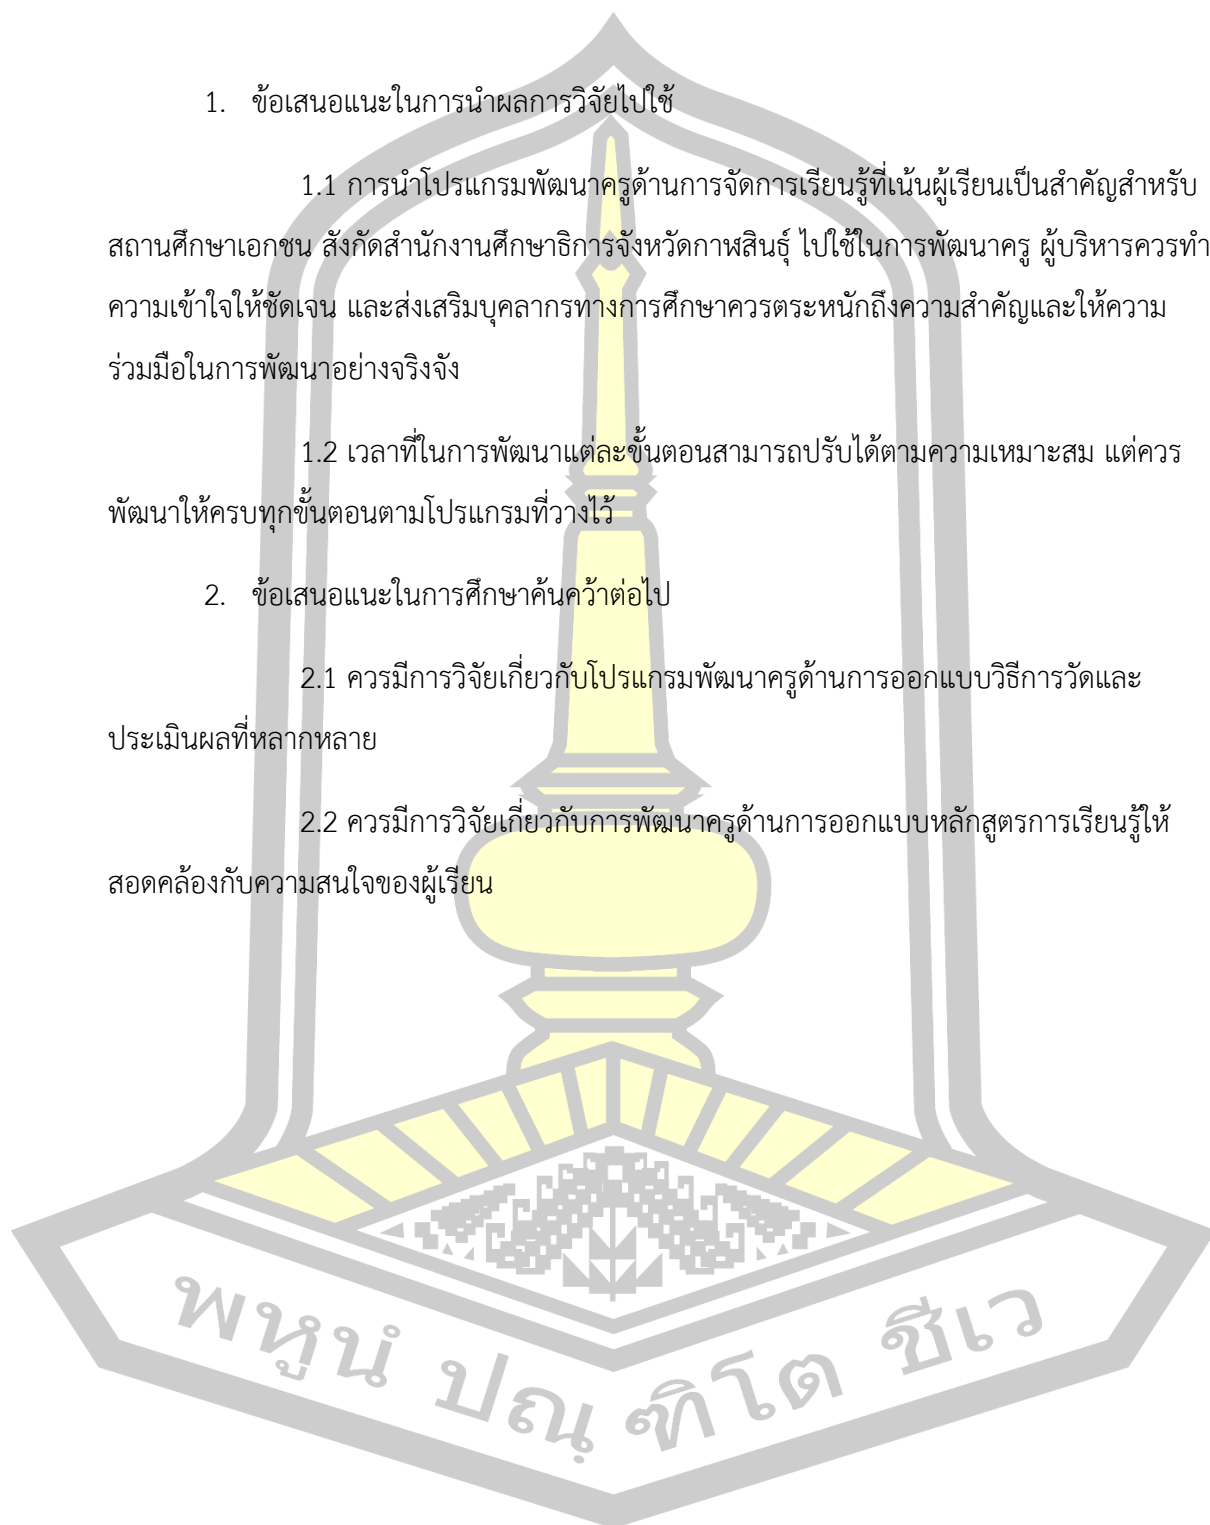 1. ข้อเสนอแนะในการนำผลการวิจัยไปใช้
1.1 การนำโปรแกรมพัฒนาครูด้านการจัดการเรียนรู้ที่เน้นผู้เรียนเป็นสำคัญสำหรับ
สถานศึกษาเอกชน สังกัดสำนักงานศึกษาธิการจังหวัดกาฬสินธุ์ ไปใช้ในการพัฒนาครู ผู้บริหารควรทำ
ความเข้าใจให้ชัดเจน และส่งเสริมบุคลากรทางการศึกษาควรตระหนักถึงความสำคัญและให้ความ
ร่วมมือในการพัฒนาอย่างจริงจัง
1.2 เวลาที่ในการพัฒนาแต่ละขั้นตอนสามารถปรับได้ตามความเหมาะสม แต่ควร
พัฒนาให้ครบทุกขั้นตอนตามโปรแกรมที่วางไว้
2. ข้อเสนอแนะในการศึกษาค้นคว้าต่อไป
2.1 ควรมีการวิจัยเกี่ยวกับโปรแกรมพัฒนาครูด้านการออกแบบวิธีการวัดและ
ประเมินผลที่หลากหลาย
2.2 ควรมีการวิจัยเกี่ยวกับการพัฒนาครูด้านการออกแบบหลักสูตรการเรียนรู้ให้
สอดคล้องกับความสนใจของผู้เรียน
พหูนํ ปณฺ ฑิโต ชีเว